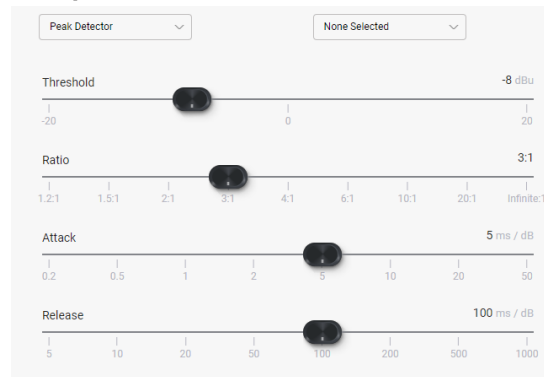 Peak Detector None Selected
Threshold -8 dBu
-20 0 20
Ratio 3:1
1.2:1 1.5:1 2:1 3:1 4:1 6:1 10:1 20:1 Infinite:1
Attack 5 ms / dB
0.2 0.5 1 2 5 10 20 50
Release 100 ms / dB
5 10 20 50 100 200 500 1000